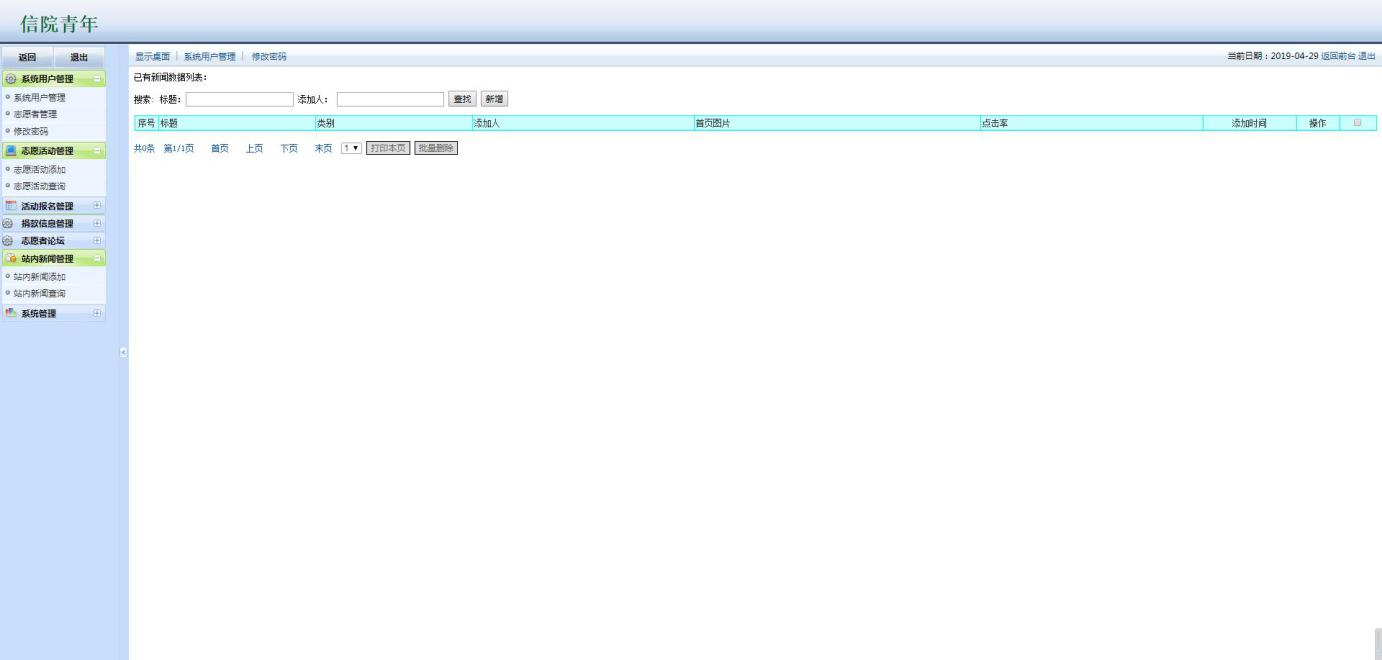 信院青年
返回 退出
系统用户管理
系统用户管理
志愿者管理
修改密码
志愿活动管理
志愿活动添加
志愿活动查询
活动报名管理
捐款信息管理
志愿者论坛
站内新闻管理
站内新闻添加
站内新闻查询
系统管理
显示桌面 | 系统用户管理 | 修改密码
当前日期：2019-04-29 返回前台 退出
已有新闻数据列表：
搜索: 标题： 添加人： 查找 新增
序号 标题 类别 添加人 首页图片 点击率 添加时间 操作
共0条 第1/1页 首页 上页 下页 末页 1 打印本页 批量删除